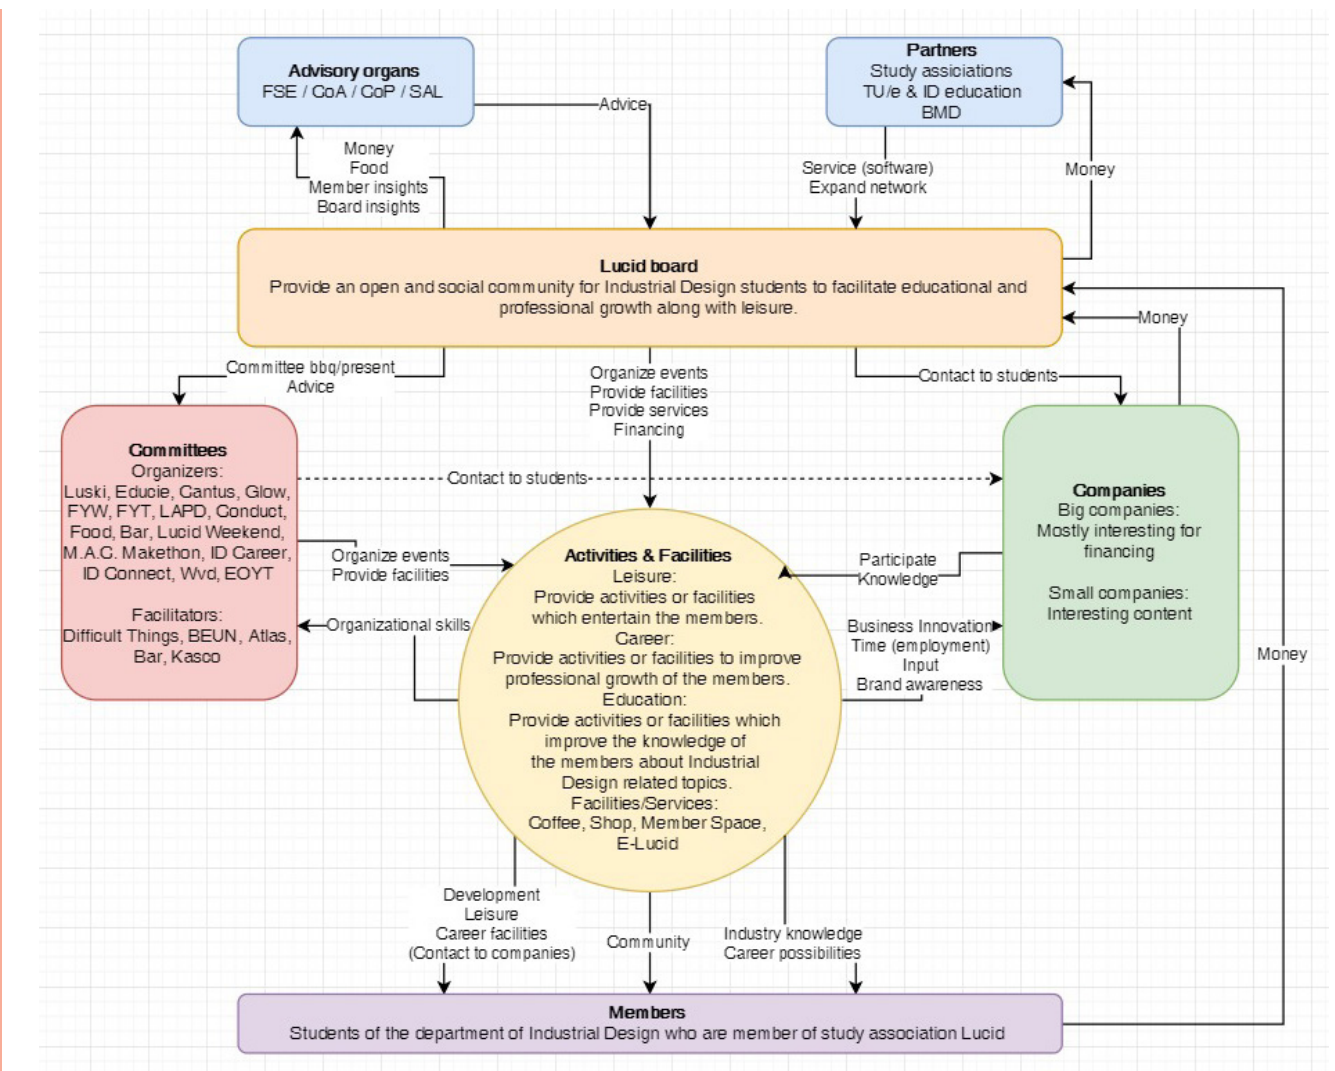 Advisory organs
FSE / CoA / CoP / SAL
Partners
Study assiciations
TU/e & ID education
BMD
Advice
Money
Food
Member insights
Board insights
Service (software)
Expand network
Money
Lucid board
Provide an open and social community for Industrial Design students to facilitate educational and
professional growth along with leisure.
Money
Committee bbq/present
Advice
Organize events
Provide facilities
Provide services
Financing
Contact to students
Committees
Organizers:
Luski, Educie, Cantus, Glow,
FYW, FYT, LAPD, Conduct,
Food, Bar, Lucid Weekend,
M.A.G. Makethon, ID Career,
ID Connect, Wvd, EOYT
Facilitators:
Difficult Things, BEUN, Atlas,
Bar, Kasco
Contact to students
Companies
Big companies:
Mostly interesting for
financing
Small companies:
Interesting content
Organize events
Provide facilities
Organizational skills
Activities & Facilities
Leisure:
Provide activities or facilities
which entertain the members.
Career:
Provide activities or facilities to improve
professional growth of the members.
Education:
Provide activities or facilities which
improve the knowledge of
the members about Industrial
Design related topics.
Facilities/Services:
Coffee, Shop, Member Space,
E-Lucid
Participate
Knowledge
Business Innovation
Time (employment)
Input
Brand awareness
Money
Development
Leisure
Career facilities
(Contact to companies)
Community
Industry knowledge
Career possibilities
Members
Students of the department of Industrial Design who are member of study association Lucid